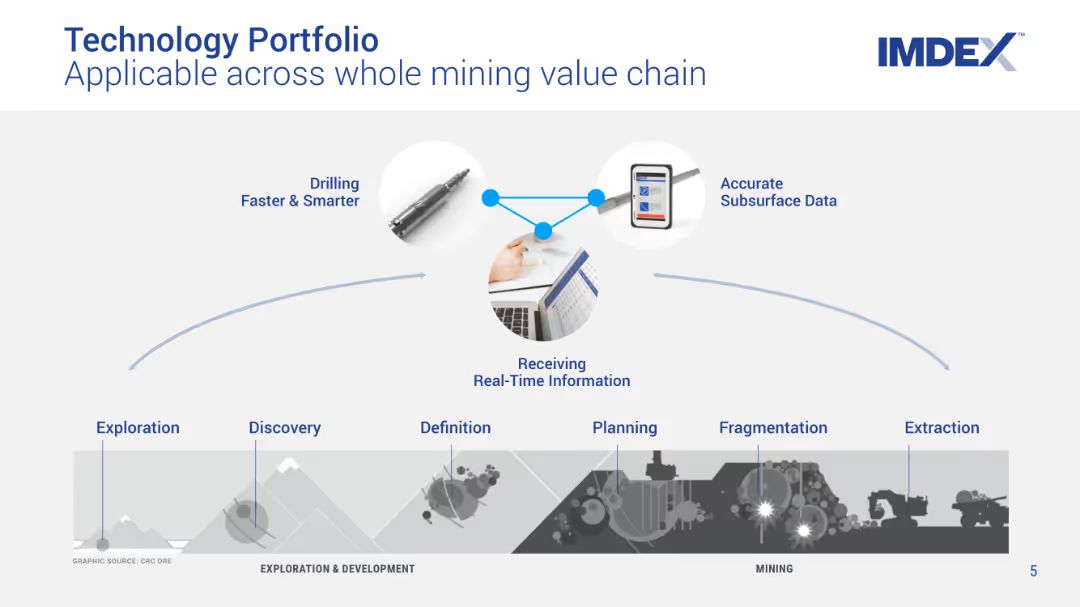 Technology Portfolio
Applicable across whole mining value chain
IMDEX™
Drilling
Faster & Smarter
Accurate
Subsurface Data
Receiving
Real-Time Information
Exploration
Discovery
Definition
Planning
Fragmentation
Extraction
GRAPHIC SOURCE: CRC ORE
EXPLORATION & DEVELOPMENT
MINING
5